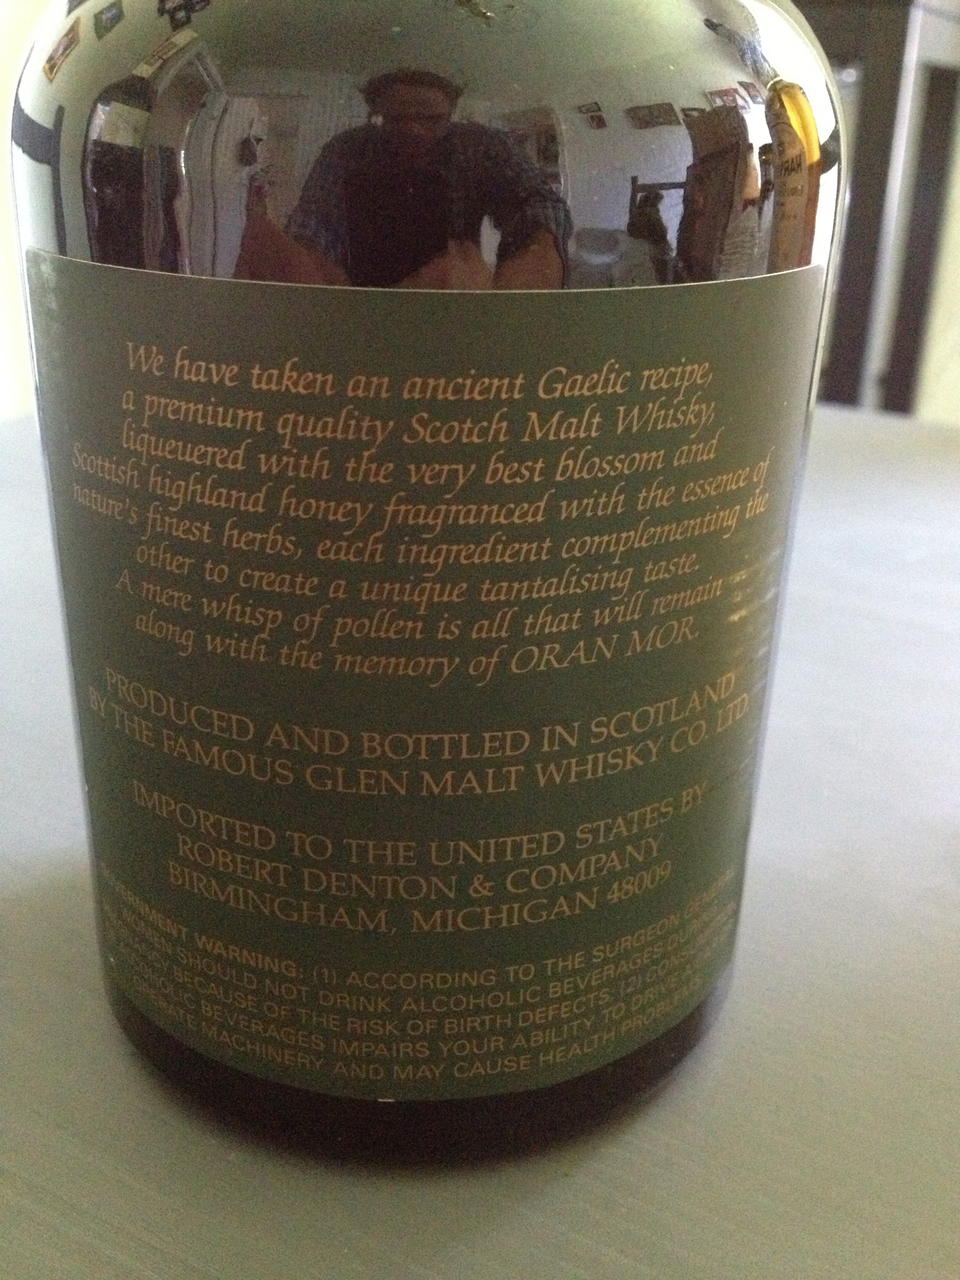 We have taken an ancient Gaelic recipe,
a premium quality Scotch Malt Whisky,
liqueuered with the very best blossom and
Scottish highland honey fragranced with the essence of
nature's finest herbs, each ingredient complementing the
other to create a unique tantalising taste.
A mere whisp of pollen is all that will remain
along with the memory of ORAN MOR.
PRODUCED AND BOTTLED IN SCOTLAND
BY THE FAMOUS GLEN MALT WHISKY CO. LTD.
IMPORTED TO THE UNITED STATES BY
ROBERT DENTON & COMPANY
BIRMINGHAM, MICHIGAN 48009
WARNING: (1) ACCORDING TO THE SURGEON
WOMEN SHOULD NOT DRINK ALCOHOLIC BEVERAGES DURING
BECAUSE OF THE RISK OF BIRTH DEFECTS. (2)
BEVERAGES IMPAIRS YOUR ABILITY TO DRIVE A
MACHINERY AND MAY CAUSE HEALTH